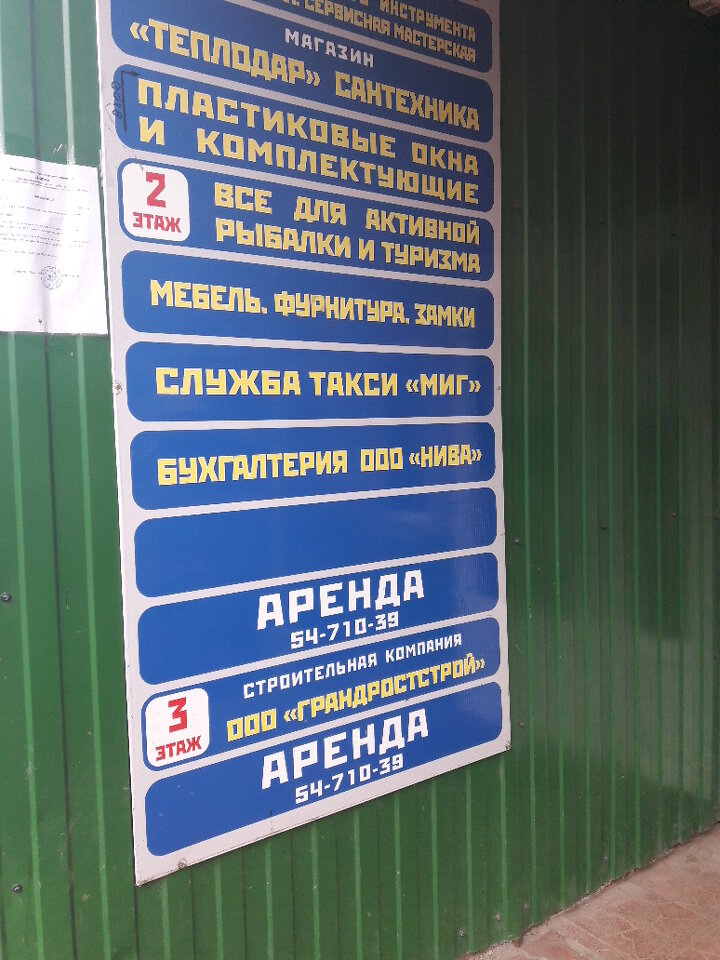 ИНСТРУМЕНТА
СЕРВИСНАЯ МАСТЕРСКАЯ
МАГАЗИН
«ТЕПЛОДАР» САНТЕХНИКА
ВХОД
ПЛАСТИКОВЫЕ ОКНА
И КОМПЛЕКТУЮЩИЕ
2
ЭТАЖ
ВСЕ ДЛЯ АКТИВНОЙ
РЫБАЛКИ И ТУРИЗМА
МЕБЕЛЬ. ФУРНИТУРА. ЗАМКИ
СЛУЖБА ТАКСИ «МИГ»
БУХГАЛТЕРИЯ ООО «НИВА»
АРЕНДА
54-710-39
3
ЭТАЖ
СТРОИТЕЛЬНАЯ КОМПАНИЯ
ООО «ГРАНДРОСТСТРОЙ»
АРЕНДА
54-710-39